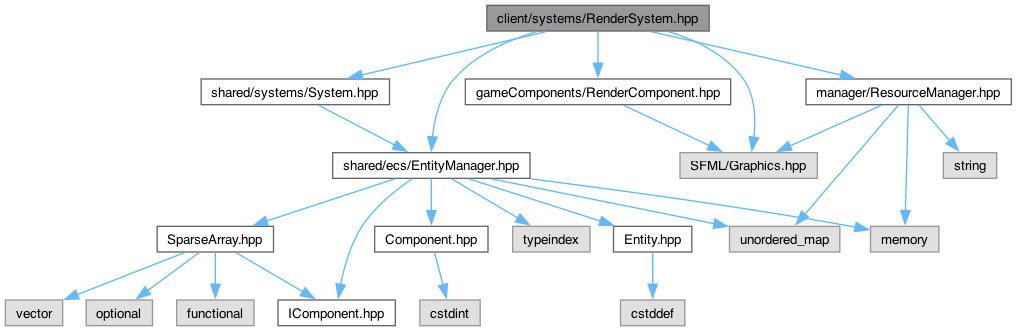 client/systems/RenderSystem.hpp
shared/systems/System.hpp
gameComponents/RenderComponent.hpp
manager/ResourceManager.hpp
shared/ecs/EntityManager.hpp
SFML/Graphics.hpp
string
SparseArray.hpp
Component.hpp
typeindex
Entity.hpp
unordered_map
memory
vector
optional
functional
IComponent.hpp
cstdint
cstddef